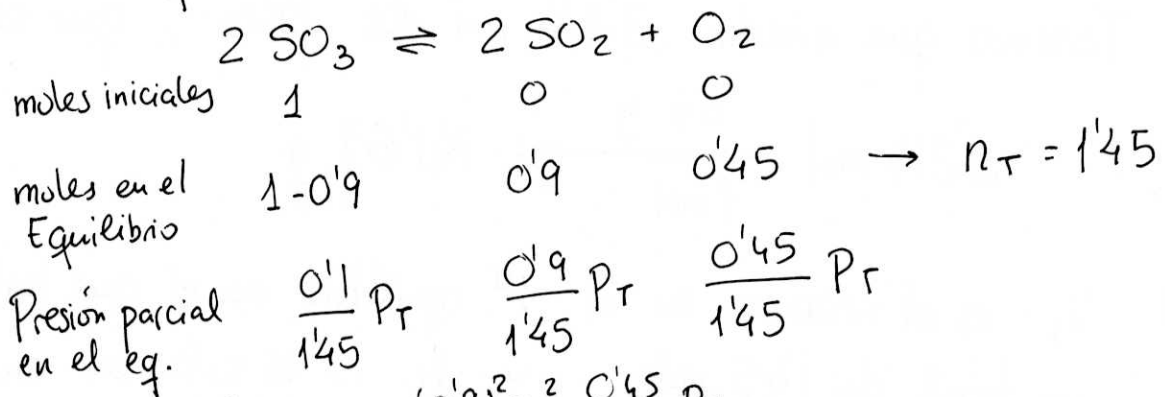 2 SO₃ ⇌ 2 SO₂ + O₂
moles iniciales 1 0 0
moles en el Equilibrio 1-0'9 0'9 0'45 → n_T = 1'45
Presión parcial en el eq. 0'1/1'45 P_T 0'9/1'45 P_T 0'45/1'45 P_T